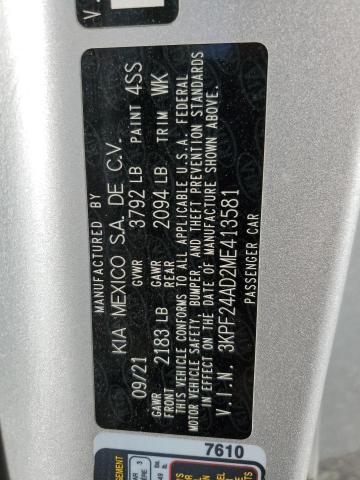 MANUFACTURED BY
KIA MEXICO S.A. DE C.V.
09/21 GVWR 3792 LB PAINT 4SS
GAWR FRONT 2183 LB GAWR REAR 2094 LB TRIM WK
THIS VEHICLE CONFORMS TO ALL APPLICABLE U.S.A. FEDERAL
MOTOR VEHICLE SAFETY, BUMPER, AND THEFT PREVENTION STANDARDS
IN EFFECT ON THE DATE OF MANUFACTURE SHOWN ABOVE.
V.I.N. 3KPF24AD2ME413581
PASSENGER CAR
7610